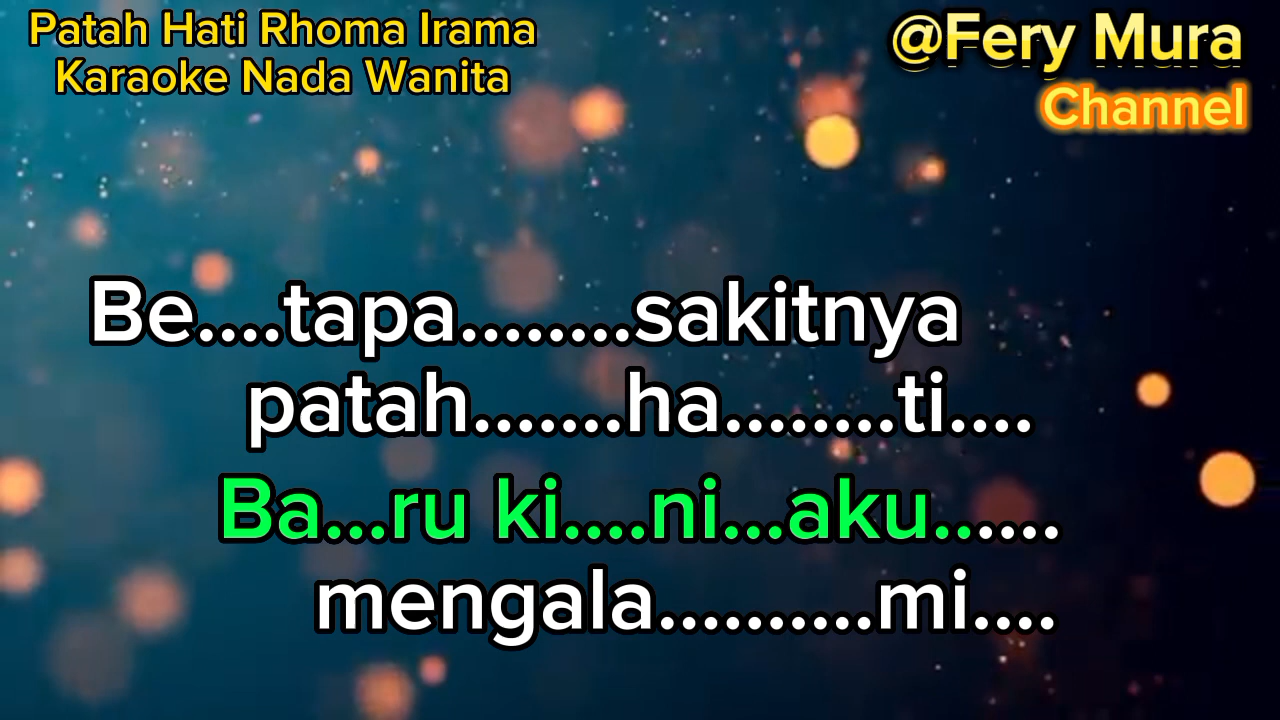 Patah Hati Rhoma Irama
Karaoke Nada Wanita
@Fery Mura
Channel
Be....tapa........sakitnya
patah.......ha........ti....
Ba...ru ki....ni...aku......
mengala..........mi....